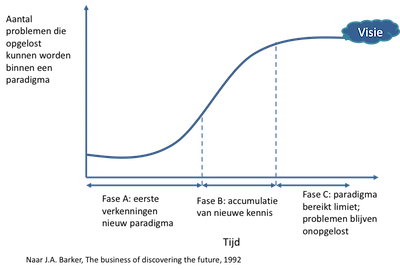 Aantal
problemen die
opgelost
kunnen worden
binnen een
paradigma
Visie
Fase A: eerste
verkenningen
nieuw paradigma
Fase B: accumulatie
van nieuwe kennis
Fase C: paradigma
bereikt limiet;
problemen blijven
onopgelost
Tijd
Naar J.A. Barker, The business of discovering the future, 1992